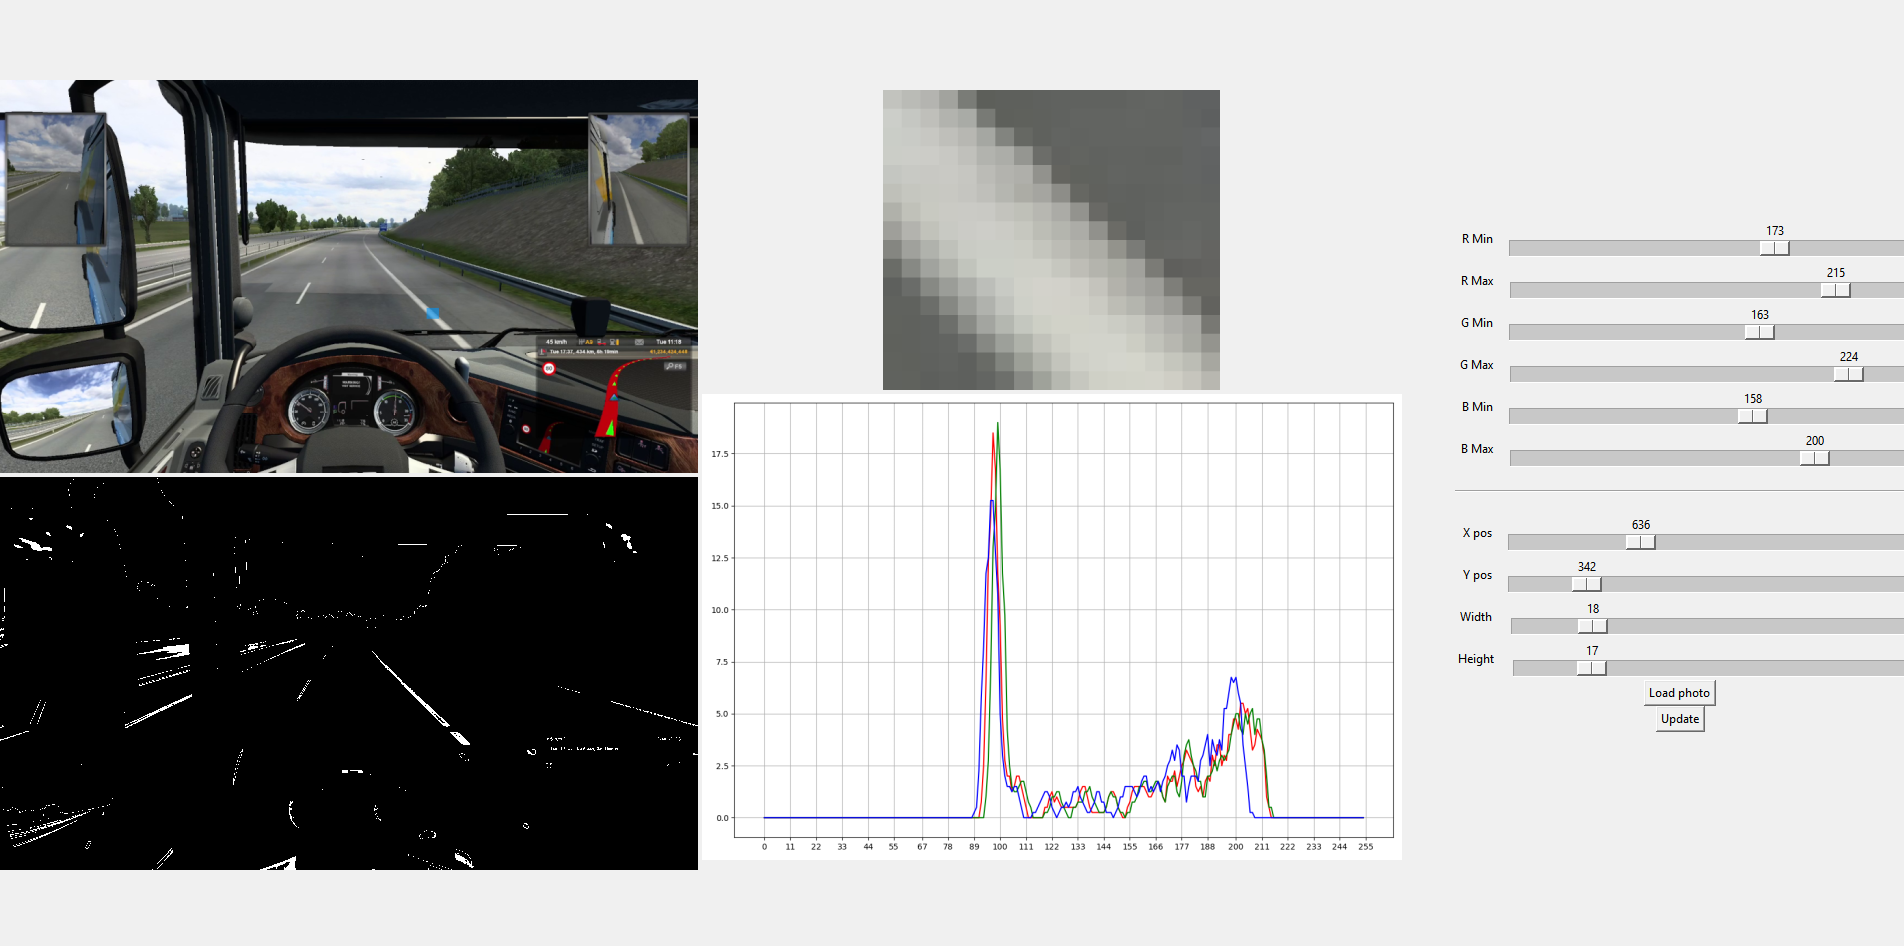 45 km/h A9 Tue 11:18
Tue 17:37, 434 km, 6h 19min
80
F5
17.5
15.0
12.5
10.0
7.5
5.0
2.5
0.0
0 11 22 33 44 55 67 78 89 100 111 122 133 144 155 166 177 188 200 211 222 233 244 255
R Min 173
R Max 215
G Min 163
G Max 224
B Min 158
B Max 200
X pos 636
Y pos 342
Width 18
Height 17
Load photo
Update